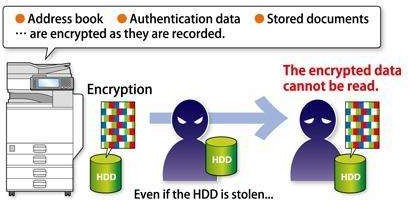 ● Address book ● Authentication data ● Stored documents
… are encrypted as they are recorded.
Encryption
The encrypted data
cannot be read.
HDD
HDD
HDD
Even if the HDD is stolen...